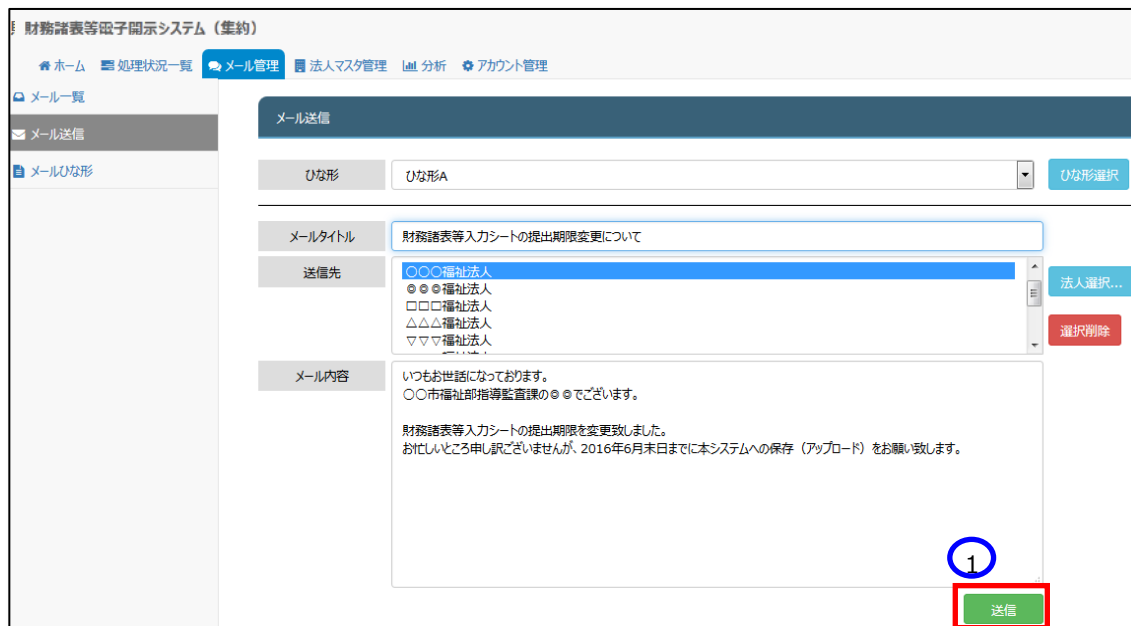 財務諸表等電子開示システム（集約）
ホーム 処理状況一覧 メール管理 法人マスタ管理 分析 アカウント管理
メール一覧
メール送信
メールひな形
メール送信
ひな形 ひな形A ひな形選択
メールタイトル 財務諸表等入力シートの提出期限変更について
送信先 ○○○福祉法人 法人選択...
◎◎◎福祉法人
□□□福祉法人
△△△福祉法人
▽▽▽福祉法人
選択削除
メール内容 いつもお世話になっております。
○○市福祉部指導監査課の◎◎でございます。
財務諸表等入力シートの提出期限を変更致しました。
お忙しいところ申し訳ございませんが、2016年6月末日までに本システムへの保存（アップロード）をお願い致します。
1
送信